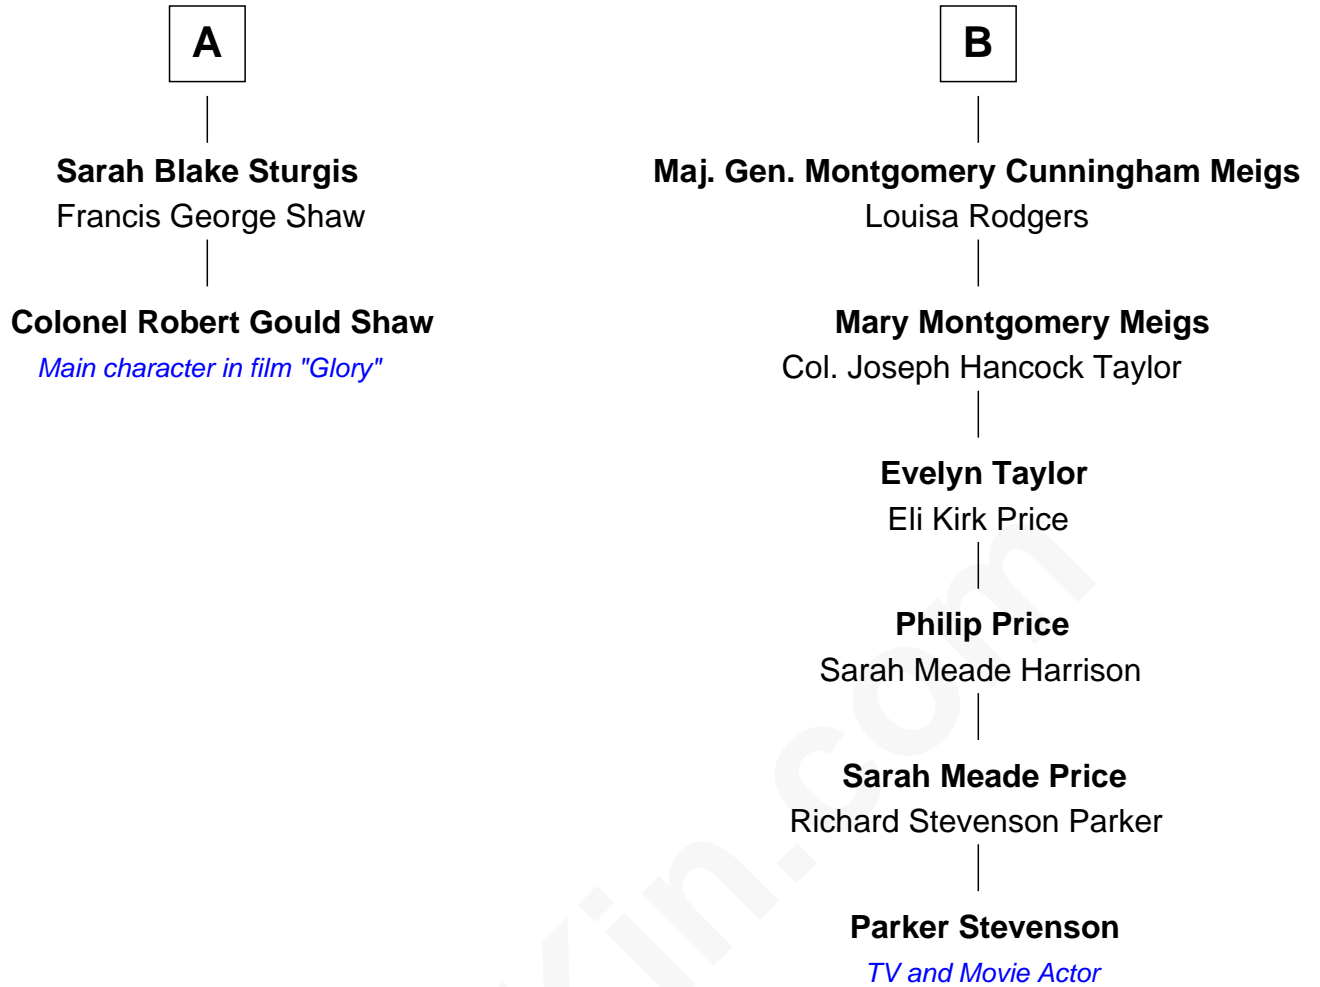 A
B
Sarah Blake Sturgis
Francis George Shaw
Colonel Robert Gould Shaw
Main character in film "Glory"
Maj. Gen. Montgomery Cunningham Meigs
Louisa Rodgers
Mary Montgomery Meigs
Col. Joseph Hancock Taylor
Evelyn Taylor
Eli Kirk Price
Philip Price
Sarah Meade Harrison
Sarah Meade Price
Richard Stevenson Parker
Parker Stevenson
TV and Movie Actor
Kin.com